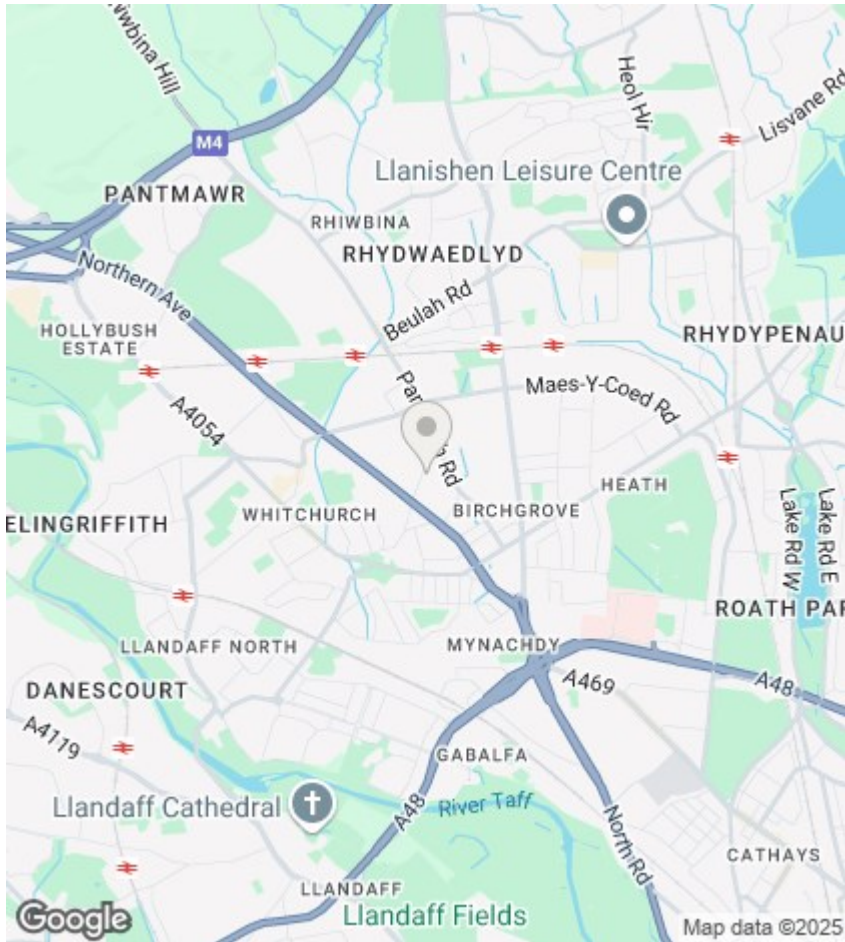 Rhiwbina Hill
Heol Hir
Lisvane Rd
M4
Llanishen Leisure Centre
PANTMAWR
RHIWBINA
RHYDWAEDLYD
Northern Ave
Beulah Rd
HOLLYBUSH
ESTATE
RHYDYPENAU
A4054
Maes-Y-Coed Rd
Rd
HEATH
WHITCHURCH
BIRCHGROVE
ELINGRIFFITH
Lake Rd W
Lake Rd E
ROATH PAR
LLANDAFF NORTH
MYNACHDY
DANESCOURT
A469
A48
A4119
GABALFA
Llandaff Cathedral
A48
River Taff
North Rd
CATHAYS
LLANDAFF
Llandaff Fields
Google
Map data ©2025